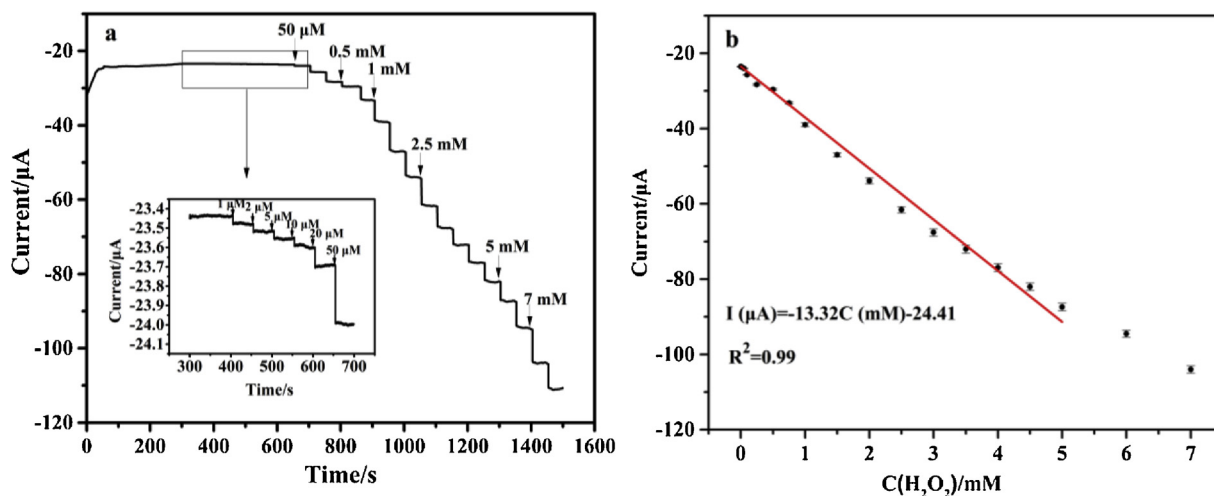 a
50 µM
0.5 mM
1 mM
2.5 mM
5 mM
7 mM
-20
-40
-60
-80
-100
-120
Current/µA
0 200 400 600 800 1000 1200 1400 1600
Time/s
1 µM 2 µM
5 µM
10 µM
20 µM
50 µM
-23.4
-23.5
-23.6
-23.7
-23.8
-23.9
-24.0
-24.1
Current/µA
300 400 500 600 700
Time/s
b
-20
-40
-60
-80
-100
-120
Current/µA
I (µA)=-13.32C (mM)-24.41
R²=0.99
0 1 2 3 4 5 6 7
C(H₂O₂)/mM